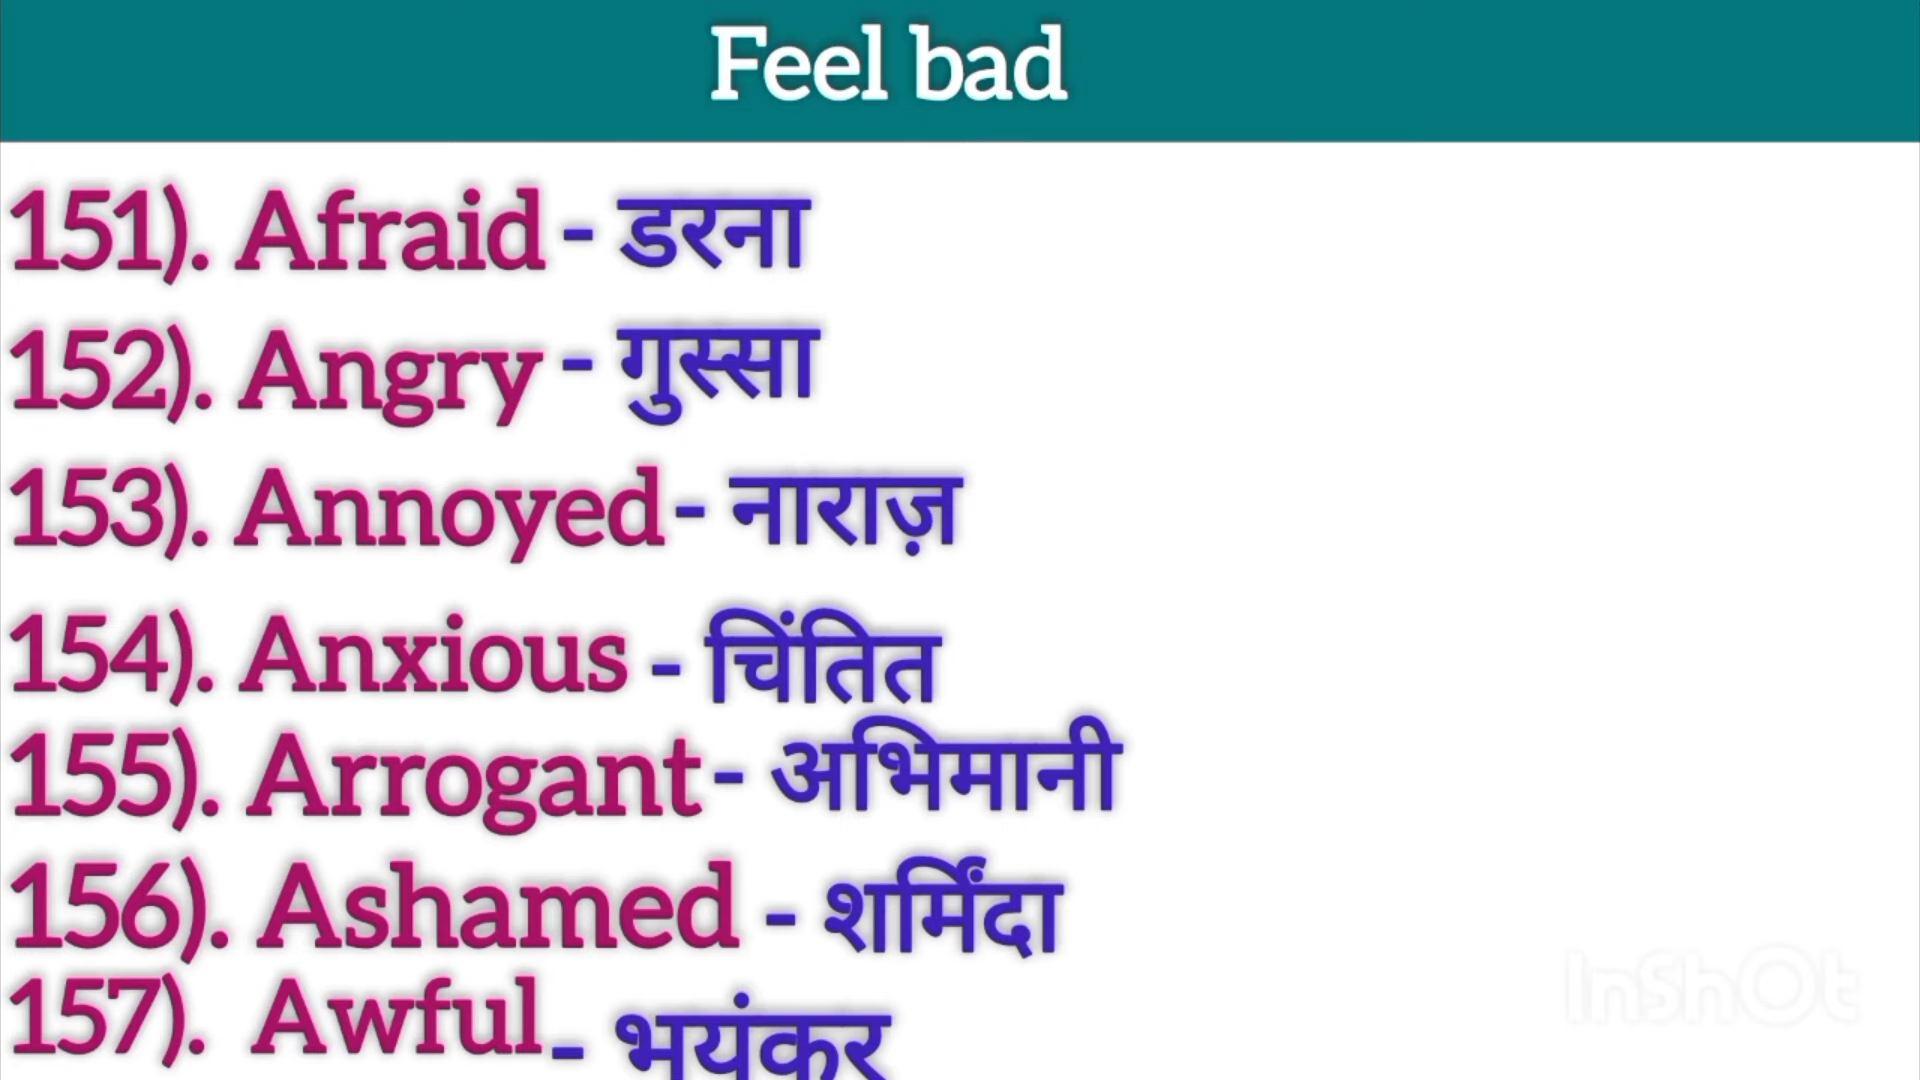 Feel bad
151). Afraid - डरना
152). Angry - गुस्सा
153). Annoyed - नाराज़
154). Anxious - चिंतित
155). Arrogant - अभिमानी
156). Ashamed - शर्मिंदा
157). Awful - भयंकर
InShOt